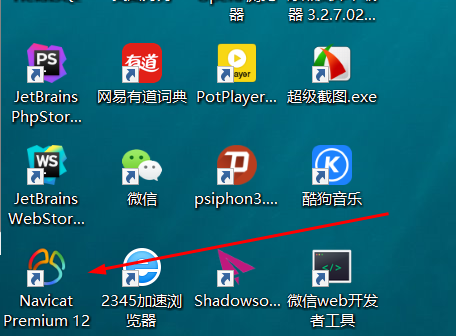 器
器 3.2.7.02...
PS
有道
Player
JetBrains
PhpStor...
网易有道词典
PotPlayer...
超级截图.exe
WS
K
JetBrains
WebStor...
微信
psiphon3....
酷狗音乐
</>
Navicat
Premium 12
2345加速浏
览器
Shadowso...
微信web开发
者工具